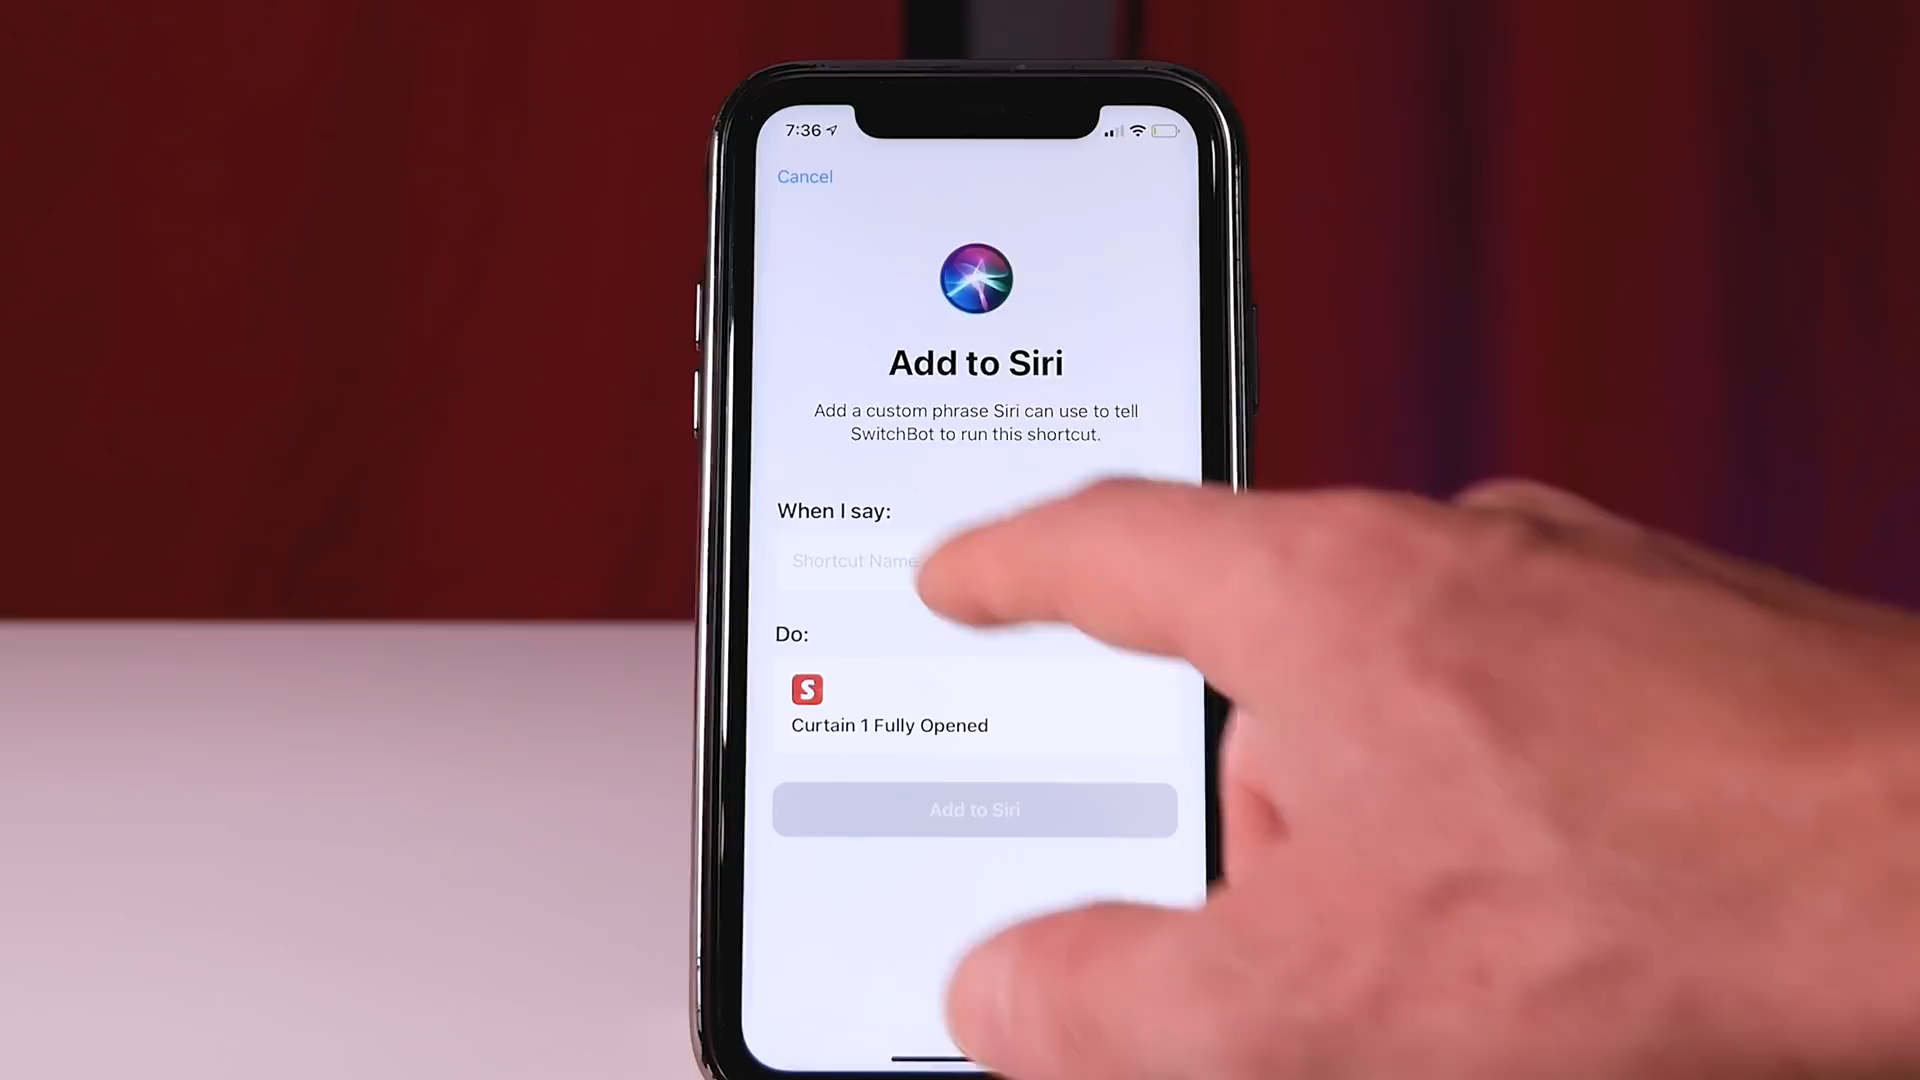 7:36
Cancel
Add to Siri
Add a custom phrase Siri can use to tell
SwitchBot to run this shortcut.
When I say:
Shortcut Name
Do:
S
Curtain 1 Fully Opened
Add to Siri